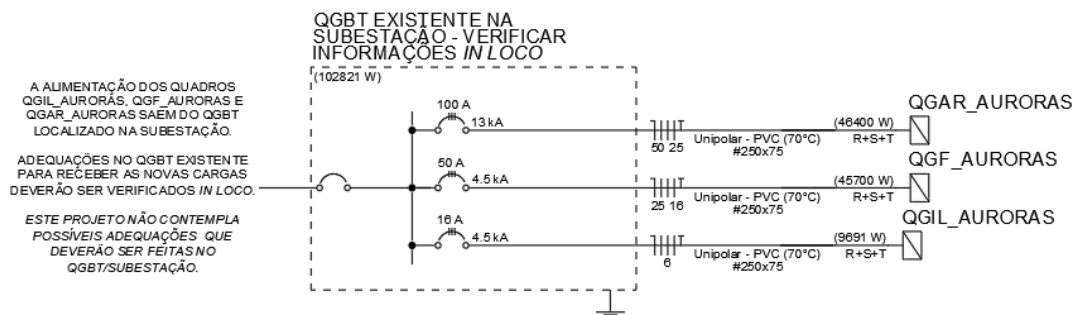 QGBT EXISTENTE NA
SUBESTAÇÃO - VERIFICAR
INFORMAÇÕES IN LOCO
(102821 W)
A ALIMENTAÇÃO DOS QUADROS
QGIL_AURORAS, QGF_AURORAS E
QGAR_AURORAS SAEM DO QGBT
LOCALIZADO NA SUBESTAÇÃO.
ADEQUAÇÕES NO QGBT EXISTENTE
PARA RECEBER AS NOVAS CARGAS
DEVERÃO SER VERIFICADOS IN LOCO.
ESTE PROJETO NÃO CONTEMPLA
POSSÍVEIS ADEQUAÇÕES QUE
DEVERÃO SER FEITAS NO
QGBT/SUBESTAÇÃO.
100 A
13 kA
50 25
Unipolar - PVC (70°C)
#250x75
(46400 W)
R+S+T
QGAR_AURORAS
50 A
4.5 kA
25 16
Unipolar - PVC (70°C)
#250x75
(45700 W)
R+S+T
QGF_AURORAS
16 A
4.5 kA
6
Unipolar - PVC (70°C)
#250x75
(9691 W)
R+S+T
QGIL_AURORAS